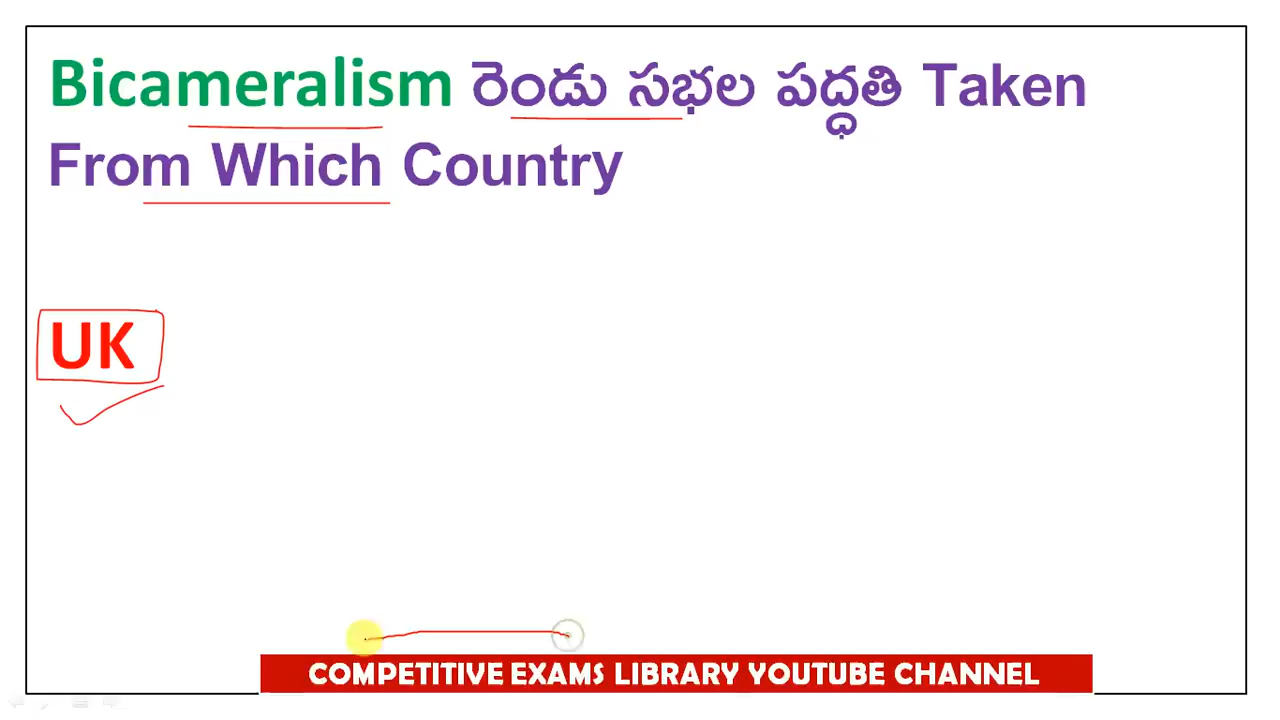 Bicameralism రెండు సభల పద్ధతి Taken
From Which Country
UK
COMPETITIVE EXAMS LIBRARY YOUTUBE CHANNEL